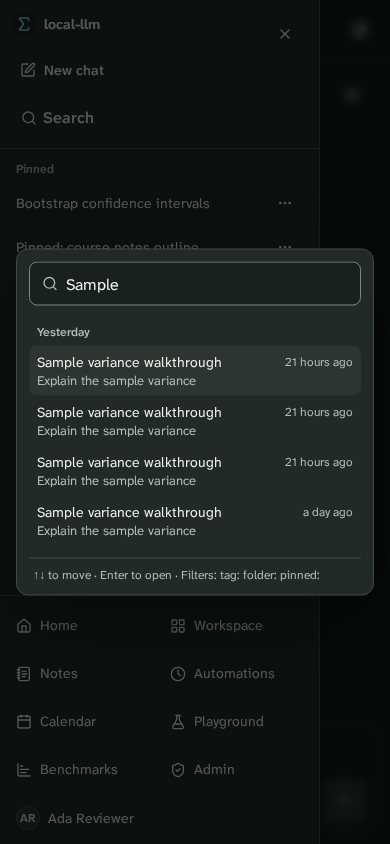 Σ local-llm
New chat
Search
Pinned
Bootstrap confidence intervals
Pinned: course notes outline
Sample
Yesterday
Sample variance walkthrough 21 hours ago
Explain the sample variance
Sample variance walkthrough 21 hours ago
Explain the sample variance
Sample variance walkthrough 21 hours ago
Explain the sample variance
Sample variance walkthrough a day ago
Explain the sample variance
↑↓ to move · Enter to open · Filters: tag: folder: pinned:
Home Workspace
Notes Automations
Calendar Playground
Benchmarks Admin
AR Ada Reviewer